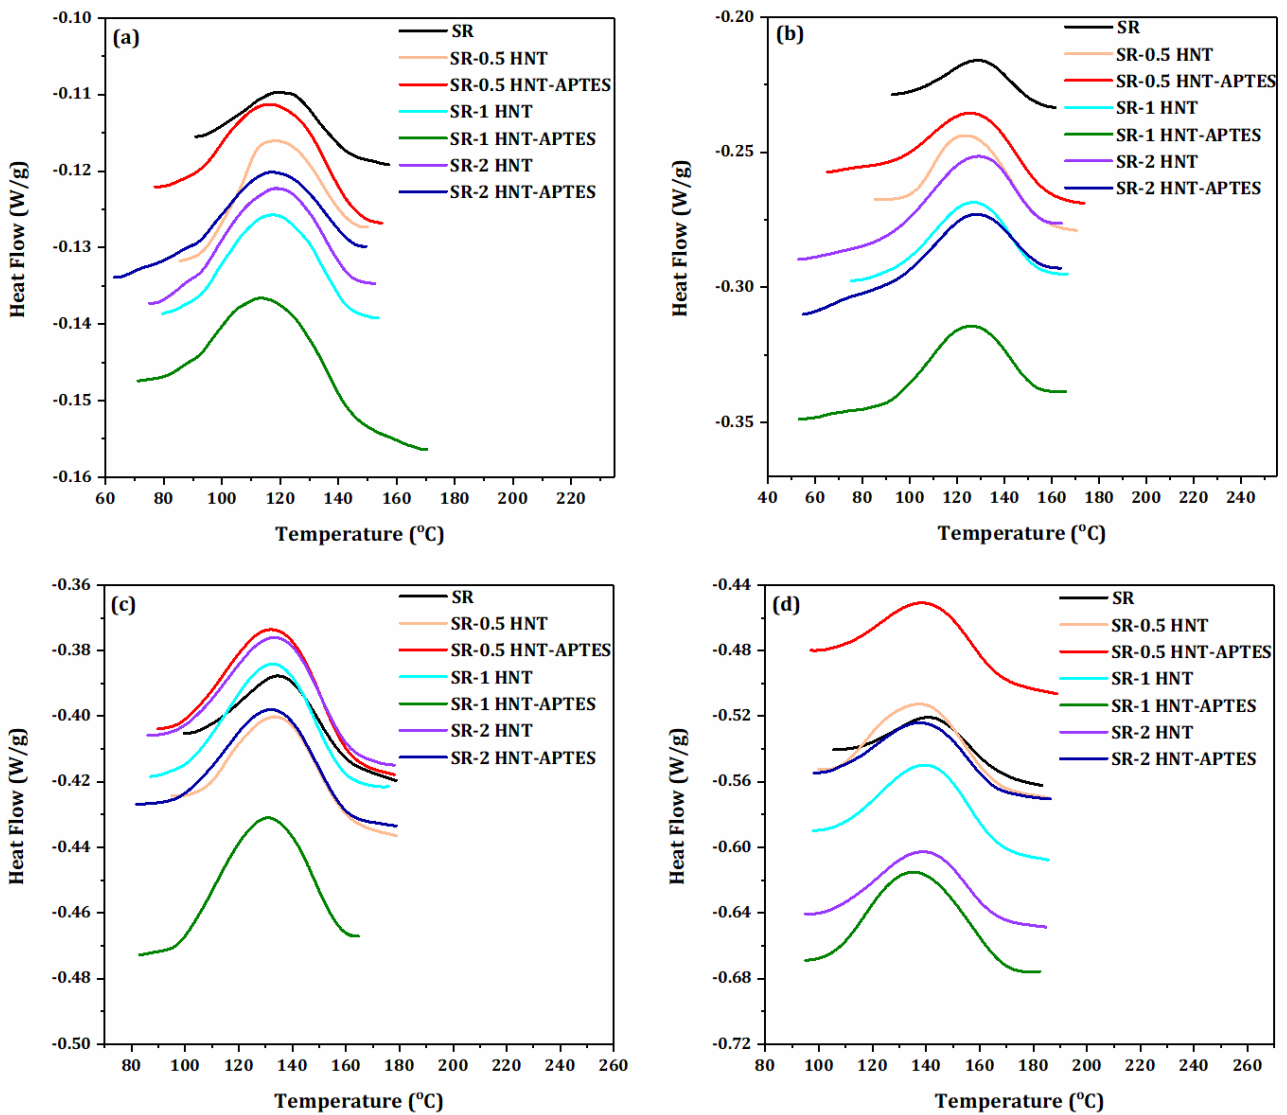 (a)
-0.10
-0.11
-0.12
-0.13
-0.14
-0.15
-0.16
Heat Flow (W/g)
SR
SR-0.5 HNT
SR-0.5 HNT-APTES
SR-1 HNT
SR-1 HNT-APTES
SR-2 HNT
SR-2 HNT-APTES
60 80 100 120 140 160 180 200 220
Temperature (°C)
(b)
-0.20
-0.25
-0.30
-0.35
Heat Flow (W/g)
SR
SR-0.5 HNT
SR-0.5 HNT-APTES
SR-1 HNT
SR-1 HNT-APTES
SR-2 HNT
SR-2 HNT-APTES
40 60 80 100 120 140 160 180 200 220 240
Temperature (°C)
(c)
-0.36
-0.38
-0.40
-0.42
-0.44
-0.46
-0.48
-0.50
Heat Flow (W/g)
SR
SR-0.5 HNT
SR-0.5 HNT-APTES
SR-1 HNT
SR-1 HNT-APTES
SR-2 HNT
SR-2 HNT-APTES
80 100 120 140 160 180 200 220 240 260
Temperature (°C)
(d)
-0.44
-0.48
-0.52
-0.56
-0.60
-0.64
-0.68
-0.72
Heat Flow (W/g)
SR
SR-0.5 HNT
SR-0.5 HNT-APTES
SR-1 HNT
SR-1 HNT-APTES
SR-2 HNT
SR-2 HNT-APTES
80 100 120 140 160 180 200 220 240 260
Temperature (°C)